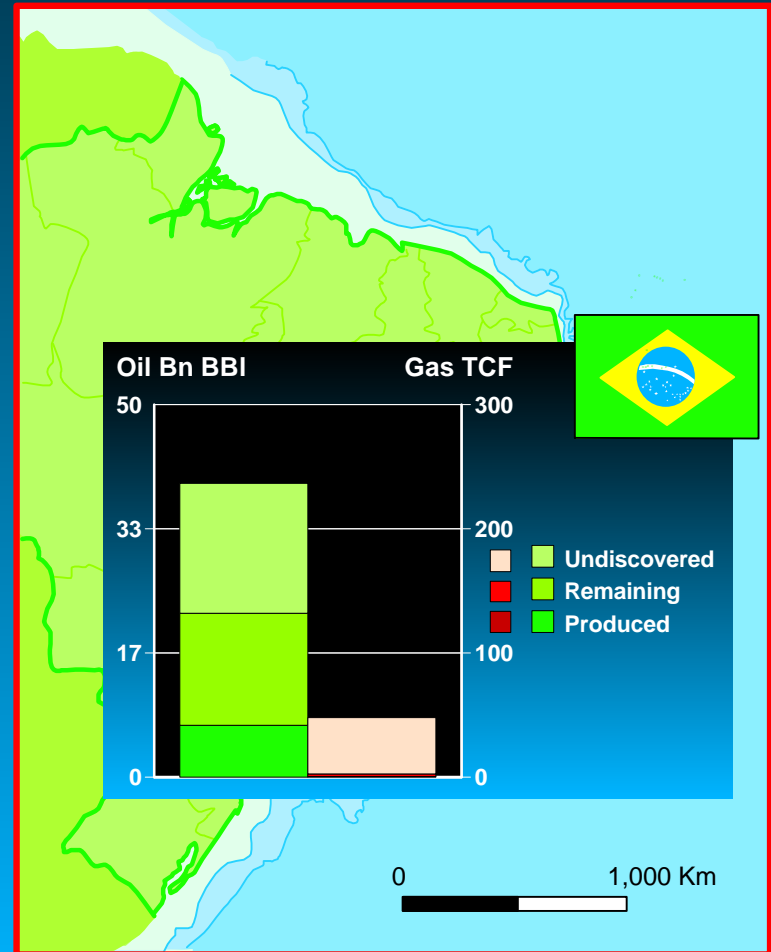 Oil Bn BBl Gas TCF
50 300
33 200
Undiscovered
Remaining
17 100
Produced
0 0
0 1,000 Km